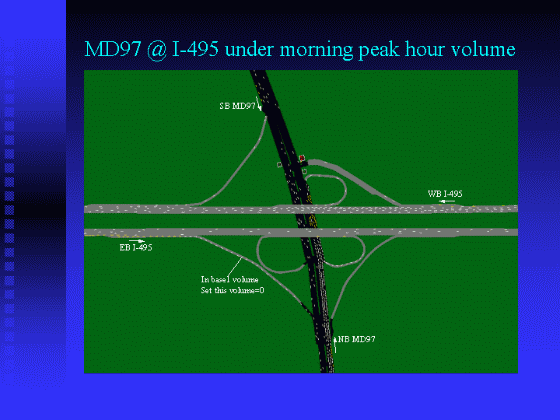 MD97 @ I-495 under morning peak hour volume
SB MD97
WB I-495
EB I-495
In base1 volume
Set this volume=0
NB MD97